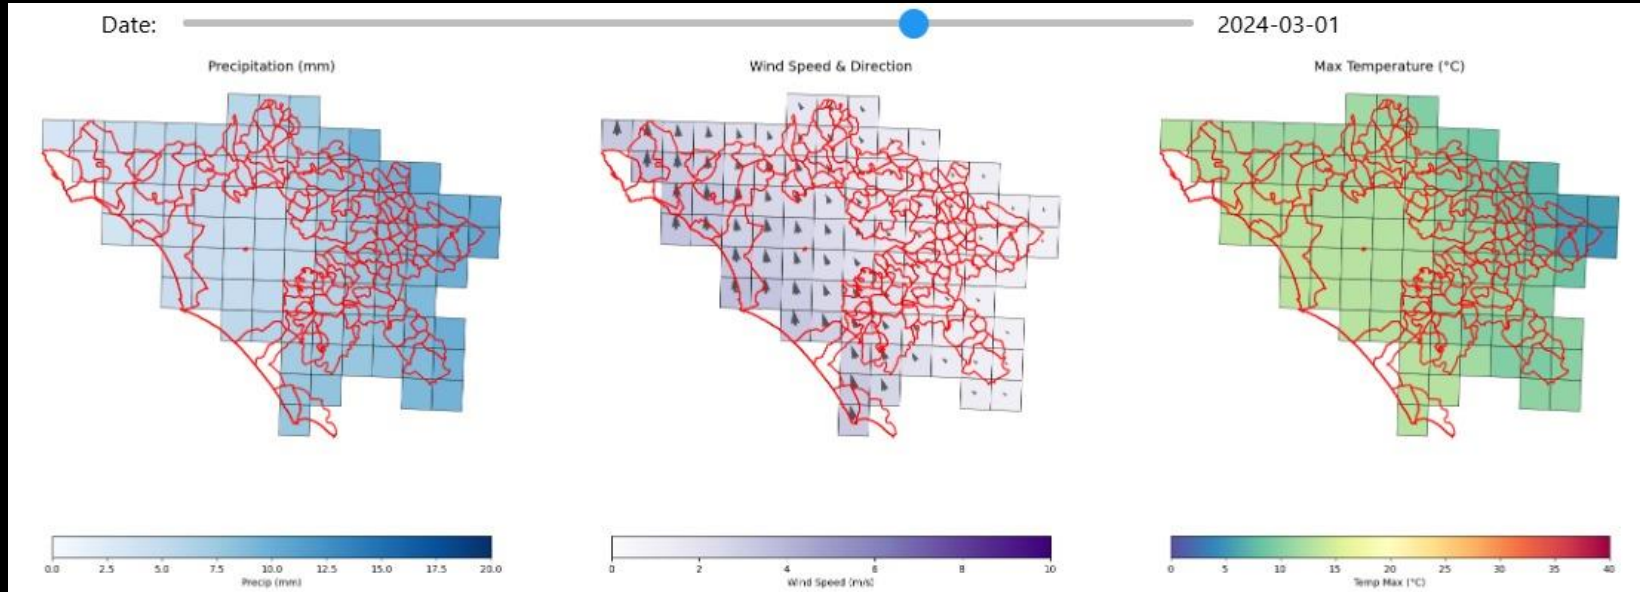 Date: 2024-03-01
Precipitation (mm) Wind Speed & Direction Max Temperature (°C)
0.0 2.5 5.0 7.5 10.0 12.5 15.0 17.5 20.0 0 2 4 6 8 10 0 5 10 15 20 25 30 35 40
Precip (mm) Wind Speed (m/s) Temp Max (°C)